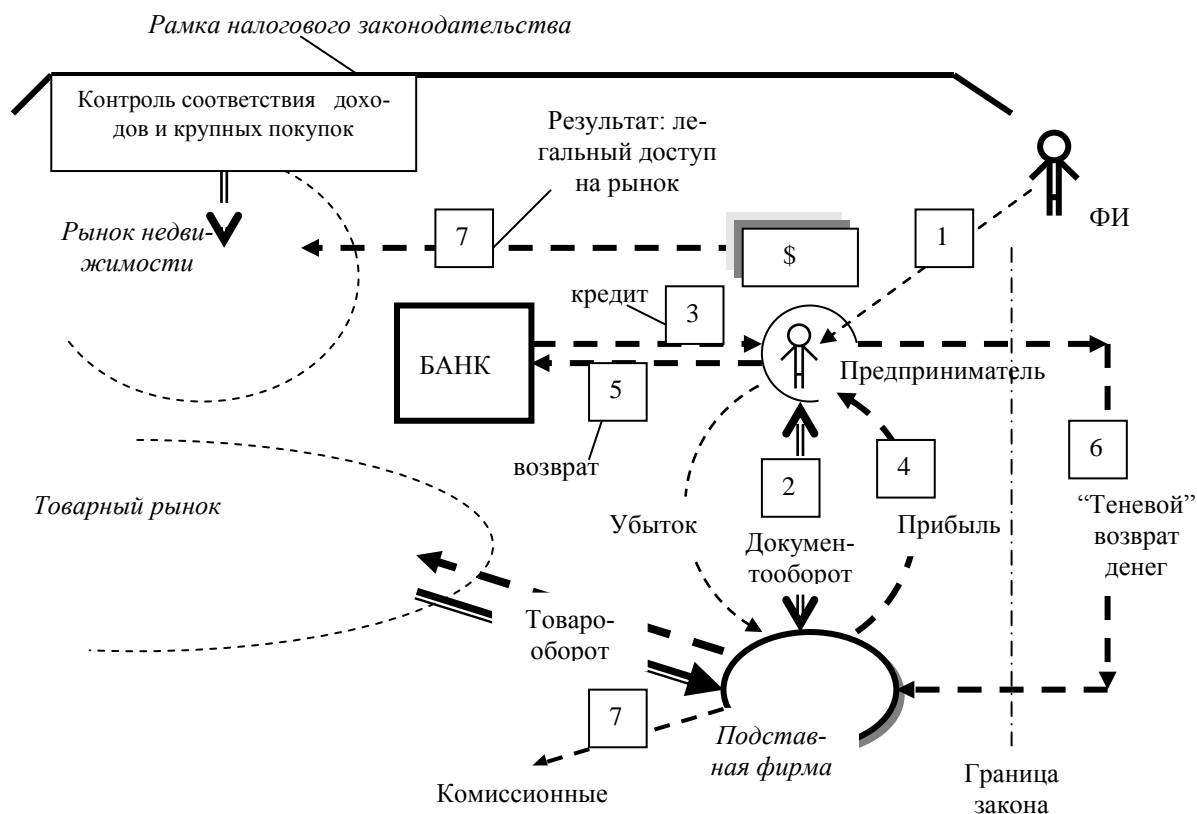 Рамка налогового законодательства
Контроль соответствия дохо-
дов и крупных покупок
Результат: ле-
гальный доступ
на рынок
ФИ
Рынок недви-
жимости
7
$
1
кредит
3
БАНК
Предприниматель
5
возврат
2
4
6
Товарный рынок
Убыток
Прибыль
Докумен-
тооборот
“Теневой”
возврат
денег
Товаро-
оборот
7
Подстав-
ная фирма
Комиссионные
Граница
закона